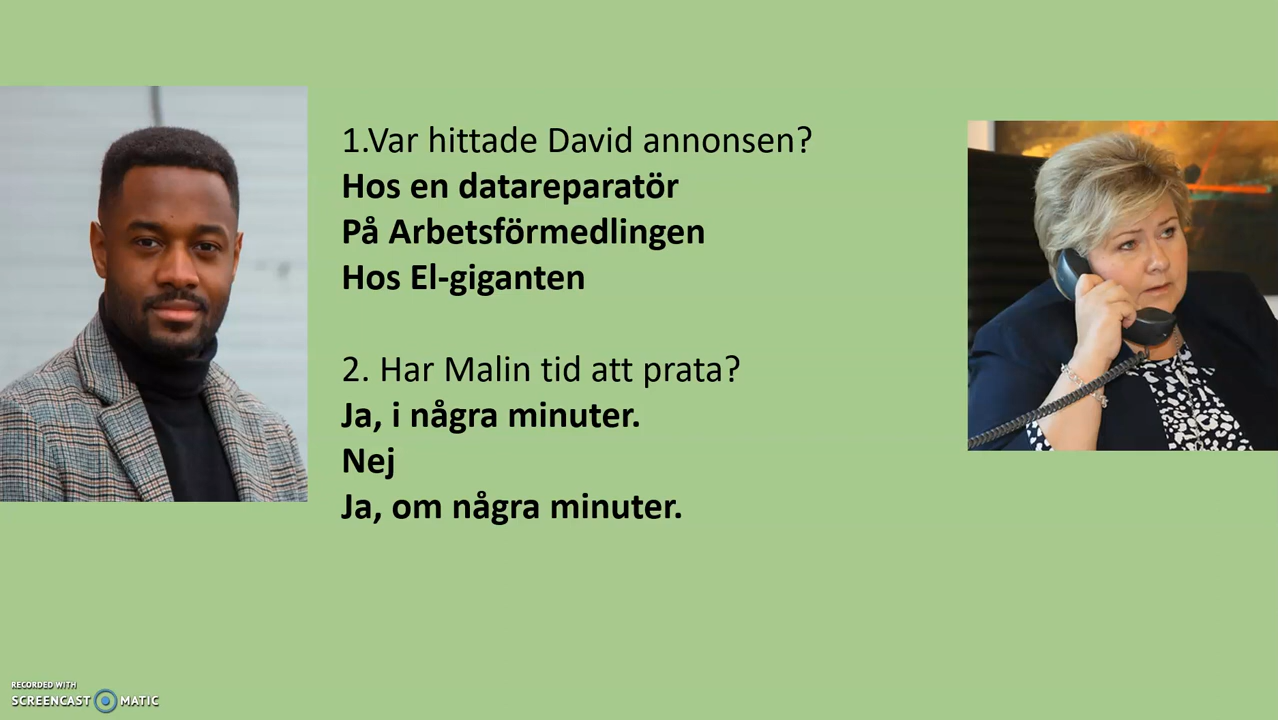 1.Var hittade David annonsen?
Hos en datareparatör
På Arbetsförmedlingen
Hos El-giganten
2. Har Malin tid att prata?
Ja, i några minuter.
Nej
Ja, om några minuter.
RECORDED WITH
SCREENCAST MATIC